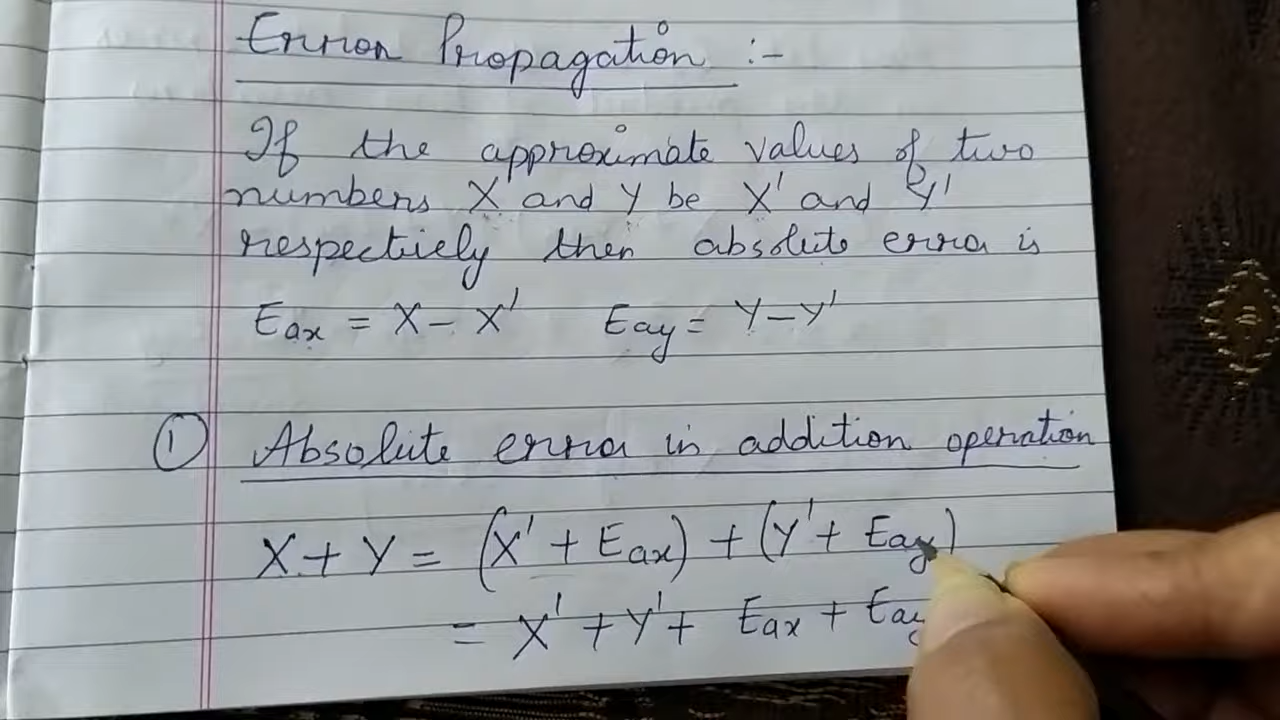 Error Propagation :-
If the approximate values of two
numbers X and Y be X' and Y'
respectively then absolute error is
Eax = X - X' Eay = Y - Y'
① Absolute error in addition operation
X + Y = (X' + Eax) + (Y' + Eay)
= X' + Y' + Eax + Eay